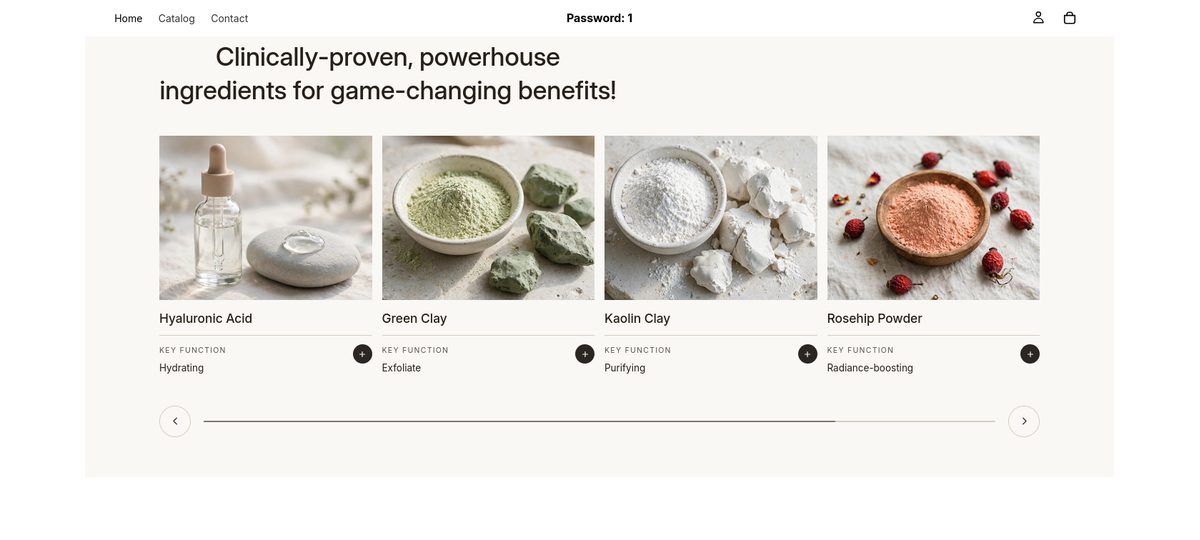 Home Catalog Contact Password: 1
Clinically-proven, powerhouse
ingredients for game-changing benefits!
Hyaluronic Acid Green Clay Kaolin Clay Rosehip Powder
KEY FUNCTION KEY FUNCTION KEY FUNCTION KEY FUNCTION
Hydrating Exfoliate Purifying Radiance-boosting